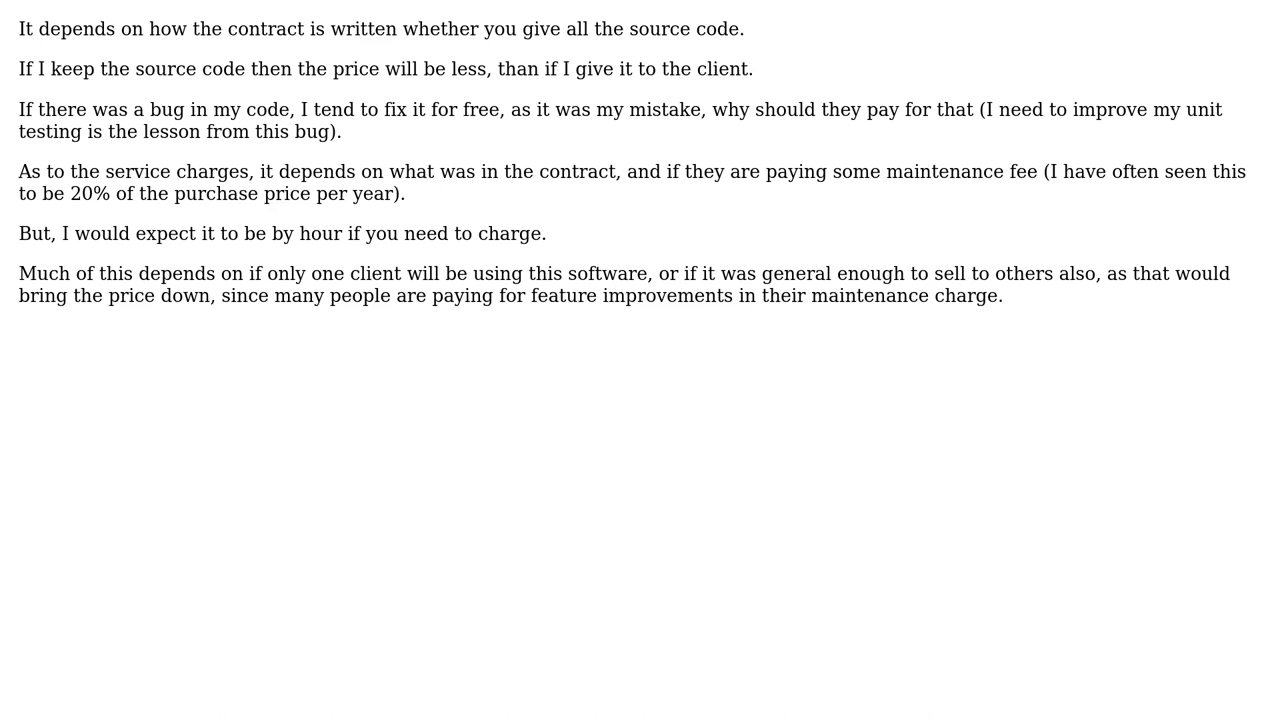 It depends on how the contract is written whether you give all the source code.
If I keep the source code then the price will be less, than if I give it to the client.
If there was a bug in my code, I tend to fix it for free, as it was my mistake, why should they pay for that (I need to improve my unit
testing is the lesson from this bug).
As to the service charges, it depends on what was in the contract, and if they are paying some maintenance fee (I have often seen this
to be 20% of the purchase price per year).
But, I would expect it to be by hour if you need to charge.
Much of this depends on if only one client will be using this software, or if it was general enough to sell to others also, as that would
bring the price down, since many people are paying for feature improvements in their maintenance charge.